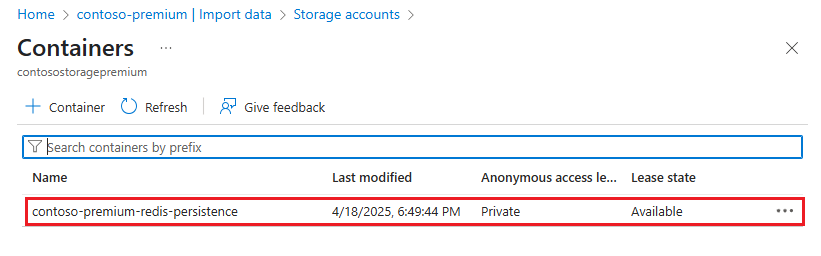 Home > contoso-premium | Import data > Storage accounts >
Containers ...
contosostoragepremium
+ Container Refresh Give feedback
Search containers by prefix
Name Last modified Anonymous access le... Lease state
contoso-premium-redis-persistence 4/18/2025, 6:49:44 PM Private Available ...